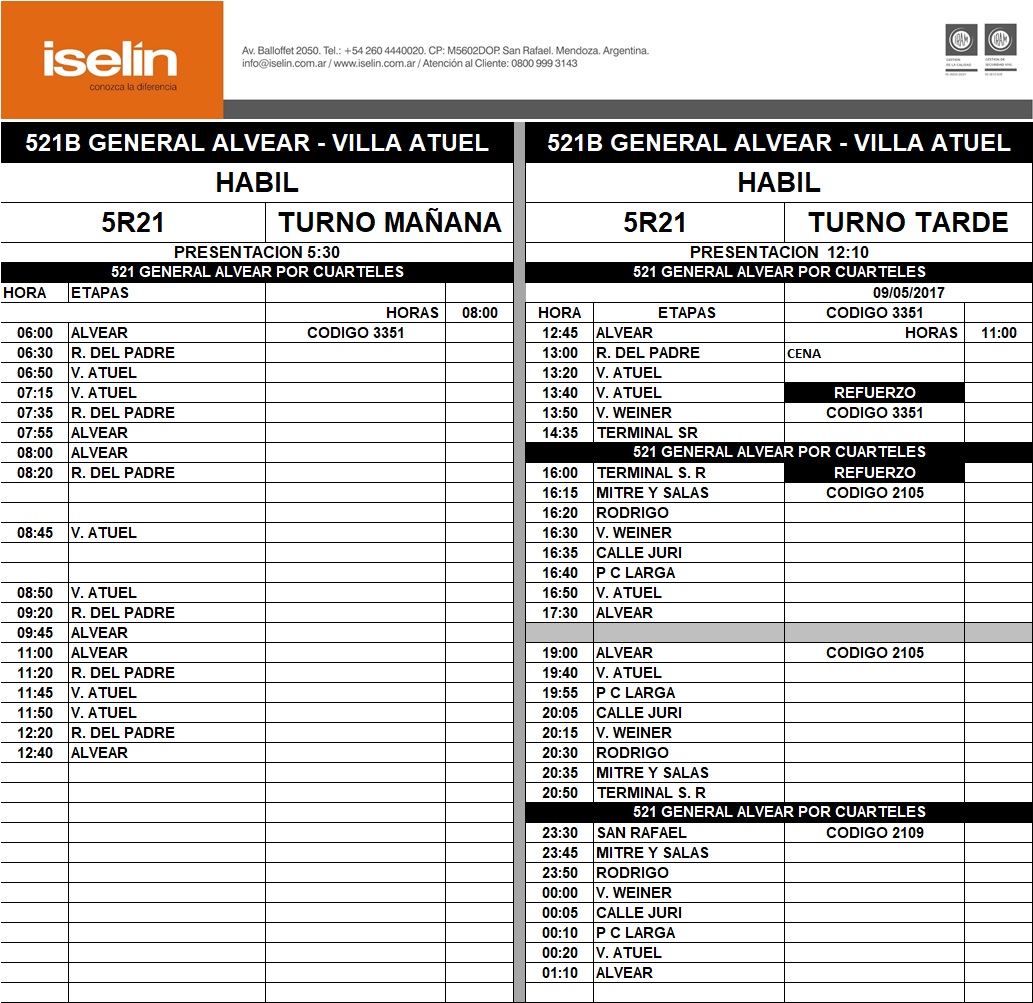 iselín
conozca la diferencia
Av. Balloffet 2050. Tel.: +54 260 4440020. CP: M5602DOP. San Rafael. Mendoza. Argentina.
info@iselin.com.ar / www.iselin.com.ar / Atención al Cliente: 0800 999 3143
IRAM
GESTION
DE LA CALIDAD
IRAM
GESTION DE
SEGURIDAD VIAL
521B GENERAL ALVEAR - VILLA ATUEL
HABIL
5R21 TURNO MAÑANA
PRESENTACION 5:30
521 GENERAL ALVEAR POR CUARTELES
HORA ETAPAS
HORAS 08:00
06:00 ALVEAR CODIGO 3351
06:30 R. DEL PADRE
06:50 V. ATUEL
07:15 V. ATUEL
07:35 R. DEL PADRE
07:55 ALVEAR
08:00 ALVEAR
08:20 R. DEL PADRE
08:45 V. ATUEL
08:50 V. ATUEL
09:20 R. DEL PADRE
09:45 ALVEAR
11:00 ALVEAR
11:20 R. DEL PADRE
11:45 V. ATUEL
11:50 V. ATUEL
12:20 R. DEL PADRE
12:40 ALVEAR
521B GENERAL ALVEAR - VILLA ATUEL
HABIL
5R21 TURNO TARDE
PRESENTACION 12:10
521 GENERAL ALVEAR POR CUARTELES
09/05/2017
HORA ETAPAS CODIGO 3351
12:45 ALVEAR HORAS 11:00
13:00 R. DEL PADRE CENA
13:20 V. ATUEL
13:40 V. ATUEL REFUERZO
13:50 V. WEINER CODIGO 3351
14:35 TERMINAL SR
521 GENERAL ALVEAR POR CUARTELES
16:00 TERMINAL S. R REFUERZO
16:15 MITRE Y SALAS CODIGO 2105
16:20 RODRIGO
16:30 V. WEINER
16:35 CALLE JURI
16:40 P C LARGA
16:50 V. ATUEL
17:30 ALVEAR
19:00 ALVEAR CODIGO 2105
19:40 V. ATUEL
19:55 P C LARGA
20:05 CALLE JURI
20:15 V. WEINER
20:30 RODRIGO
20:35 MITRE Y SALAS
20:50 TERMINAL S. R
521 GENERAL ALVEAR POR CUARTELES
23:30 SAN RAFAEL CODIGO 2109
23:45 MITRE Y SALAS
23:50 RODRIGO
00:00 V. WEINER
00:05 CALLE JURI
00:10 P C LARGA
00:20 V. ATUEL
01:10 ALVEAR